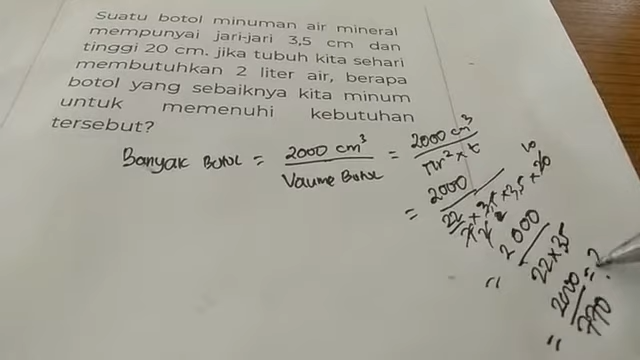 Suatu botol minuman air mineral
mempunyai jari-jari 3,5 cm dan
tinggi 20 cm. jika tubuh kita sehari
membutuhkan 2 liter air, berapa
botol yang sebaiknya kita minum
untuk memenuhi kebutuhan
tersebut?
Banyak Botol = 2000 cm³ / Vaume Botol = 2000 cm³ / πr² × t
= 2000 / 22/7 × 3,5 × 3,5 × 20 10
= 2000 / 22 × 35
= 2000 / 770 = ?